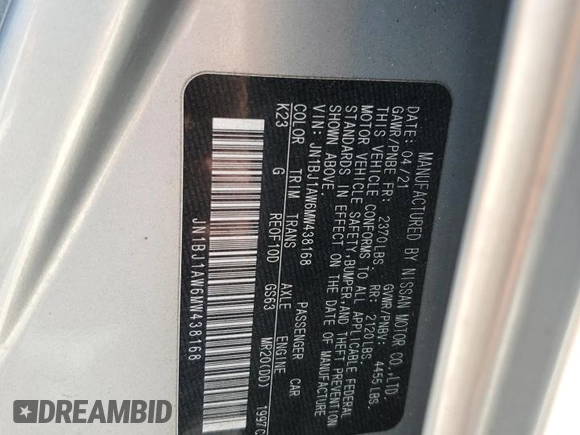 MANUFACTURED BY NISSAN MOTOR CO.,LTD.
DATE: 04/21 GVWR/PNBV: 4455 LBS.
GAWR/PNBE FR: 2370LBS. RR: 2120LBS.
THIS VEHICLE CONFORMS TO ALL APPLICABLE FEDERAL
MOTOR VEHICLE SAFETY, BUMPER, AND THEFT PREVENTION
STANDARDS IN EFFECT ON THE DATE OF MANUFACTURE
SHOWN ABOVE.
VIN: JN1BJ1AW6MW438168 PASSENGER CAR
COLOR TRIM TRANS AXLE ENGINE
K23 G RE0F10D GS63 MR20(DD) 1997C
JN1BJ1AW6MW438168
DREAMBID